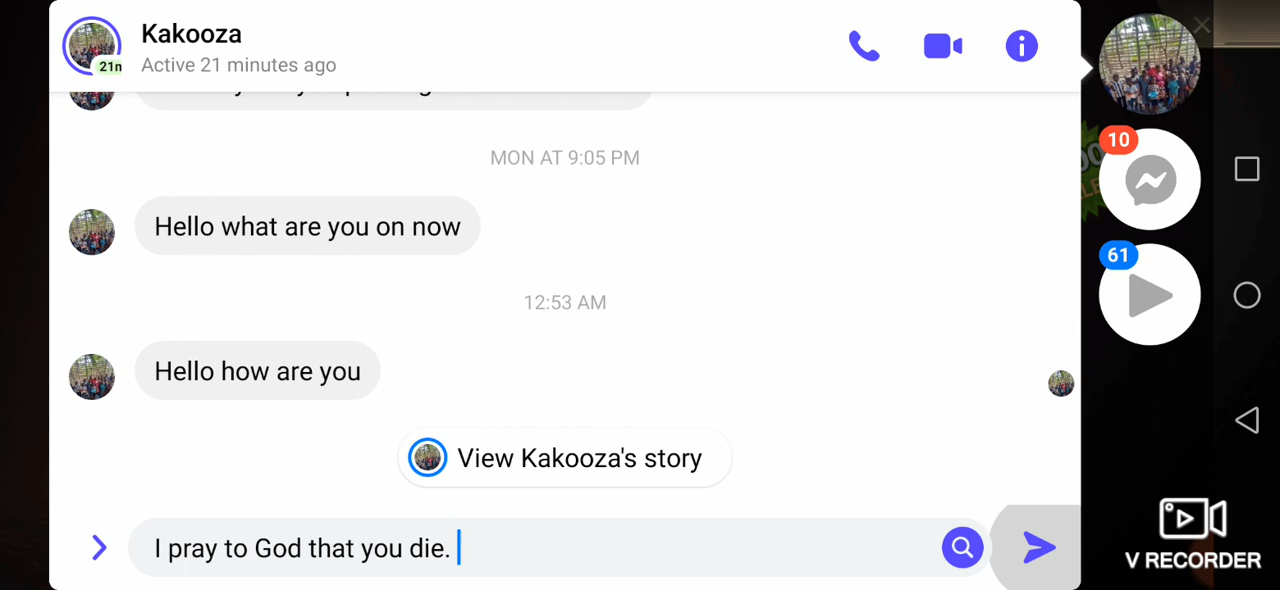 Kakooza
Active 21 minutes ago
21m
MON AT 9:05 PM
Hello what are you on now
12:53 AM
Hello how are you
View Kakooza's story
I pray to God that you die.
10
61
V RECORDER